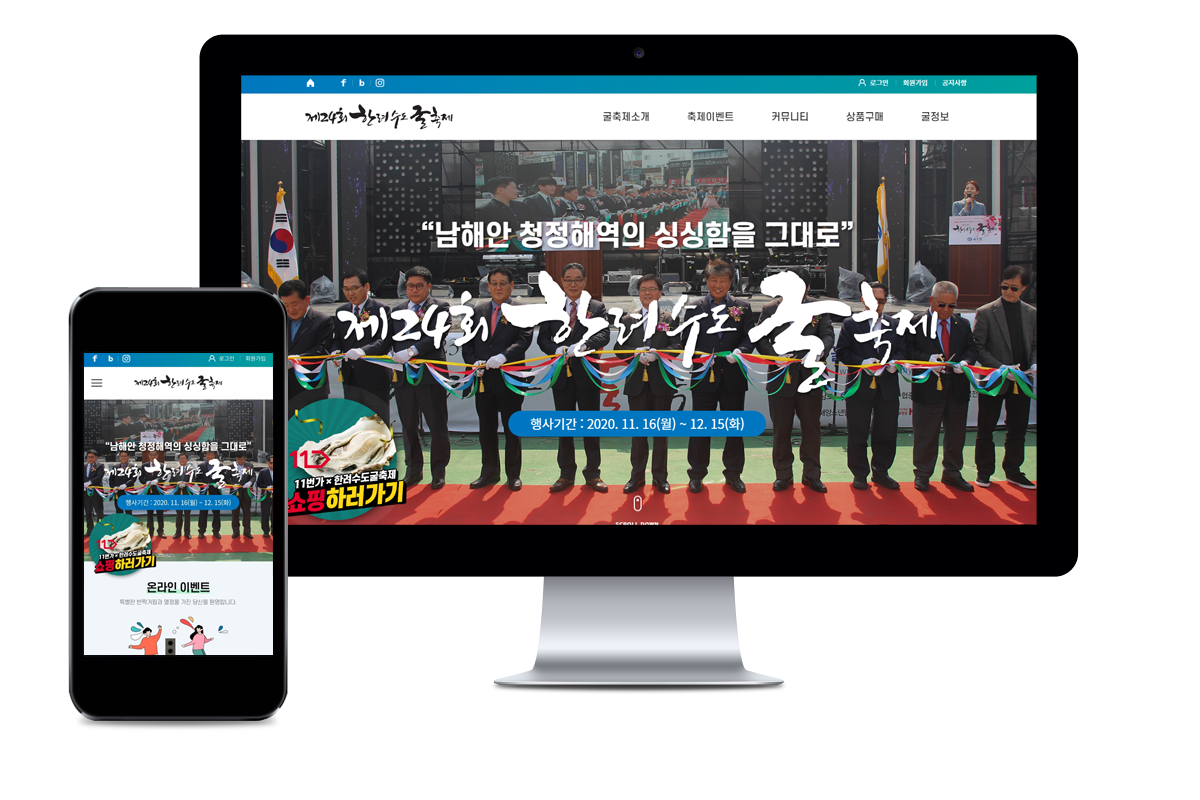 로그인 회원가입 공지사항
제24회 한려수도 굴축제
굴축제소개 축제이벤트 커뮤니티 상품구매 굴정보
“남해안 청정해역의 싱싱함을 그대로”
제24회 한려수도 굴축제
행사기간 : 2020. 11. 16(월) ~ 12. 15(화)
11
11번가 × 한려수도굴축제
쇼핑하러가기
SCROLL DOWN
로그인 회원가입
제24회 한려수도 굴축제
“남해안 청정해역의 싱싱함을 그대로”
제24회 한려수도 굴축제
행사기간 : 2020. 11. 16(월) ~ 12. 15(화)
11
11번가 × 한려수도굴축제
쇼핑하러가기
온라인 이벤트
특별한 반짝거림과 열정을 가진 당신을 환영합니다.